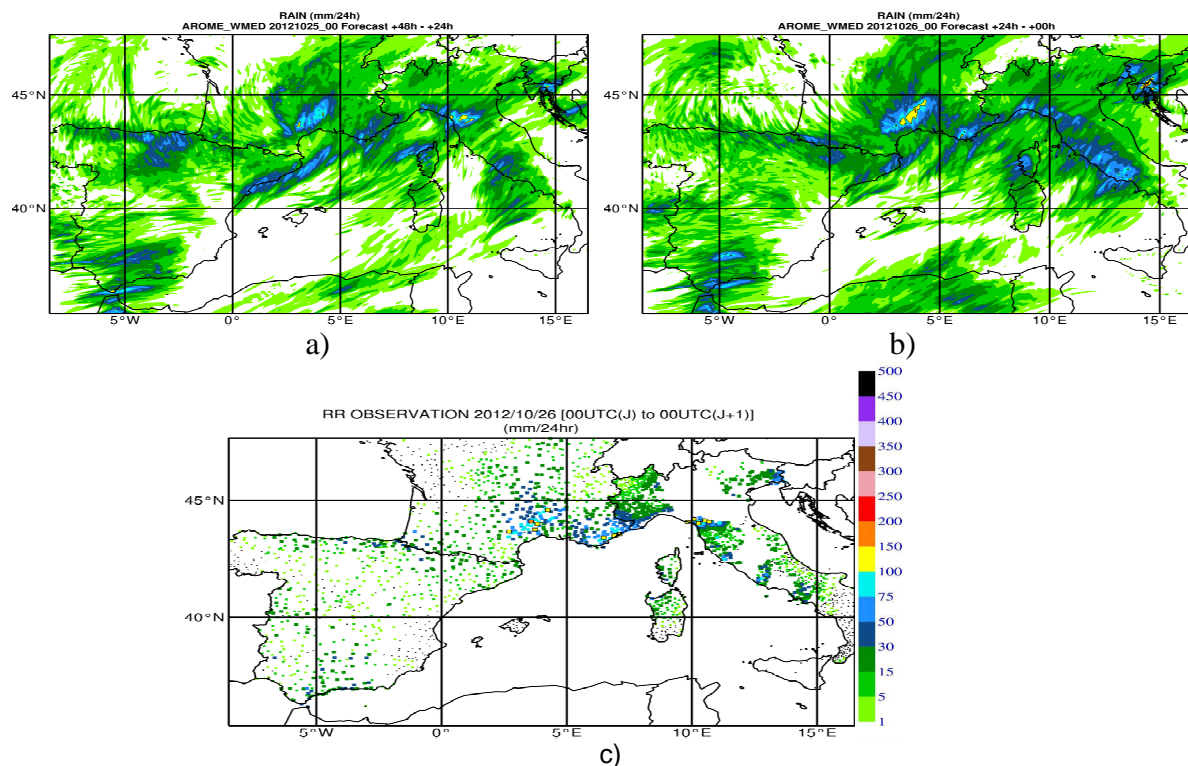 RAIN (mm/24h)
AROME_WMED 20121025_00 Forecast +48h - +24h
45°N
40°N
5°W 0° 5°E 10°E 15°E
a)
RAIN (mm/24h)
AROME_WMED 20121026_00 Forecast +24h - +00h
45°N
40°N
5°W 0° 5°E 10°E 15°E
b)
RR OBSERVATION 2012/10/26 [00UTC(J) to 00UTC(J+1)]
(mm/24hr)
45°N
40°N
5°W 0° 5°E 10°E 15°E
500
450
400
350
300
250
200
150
100
75
50
30
15
5
1
c)